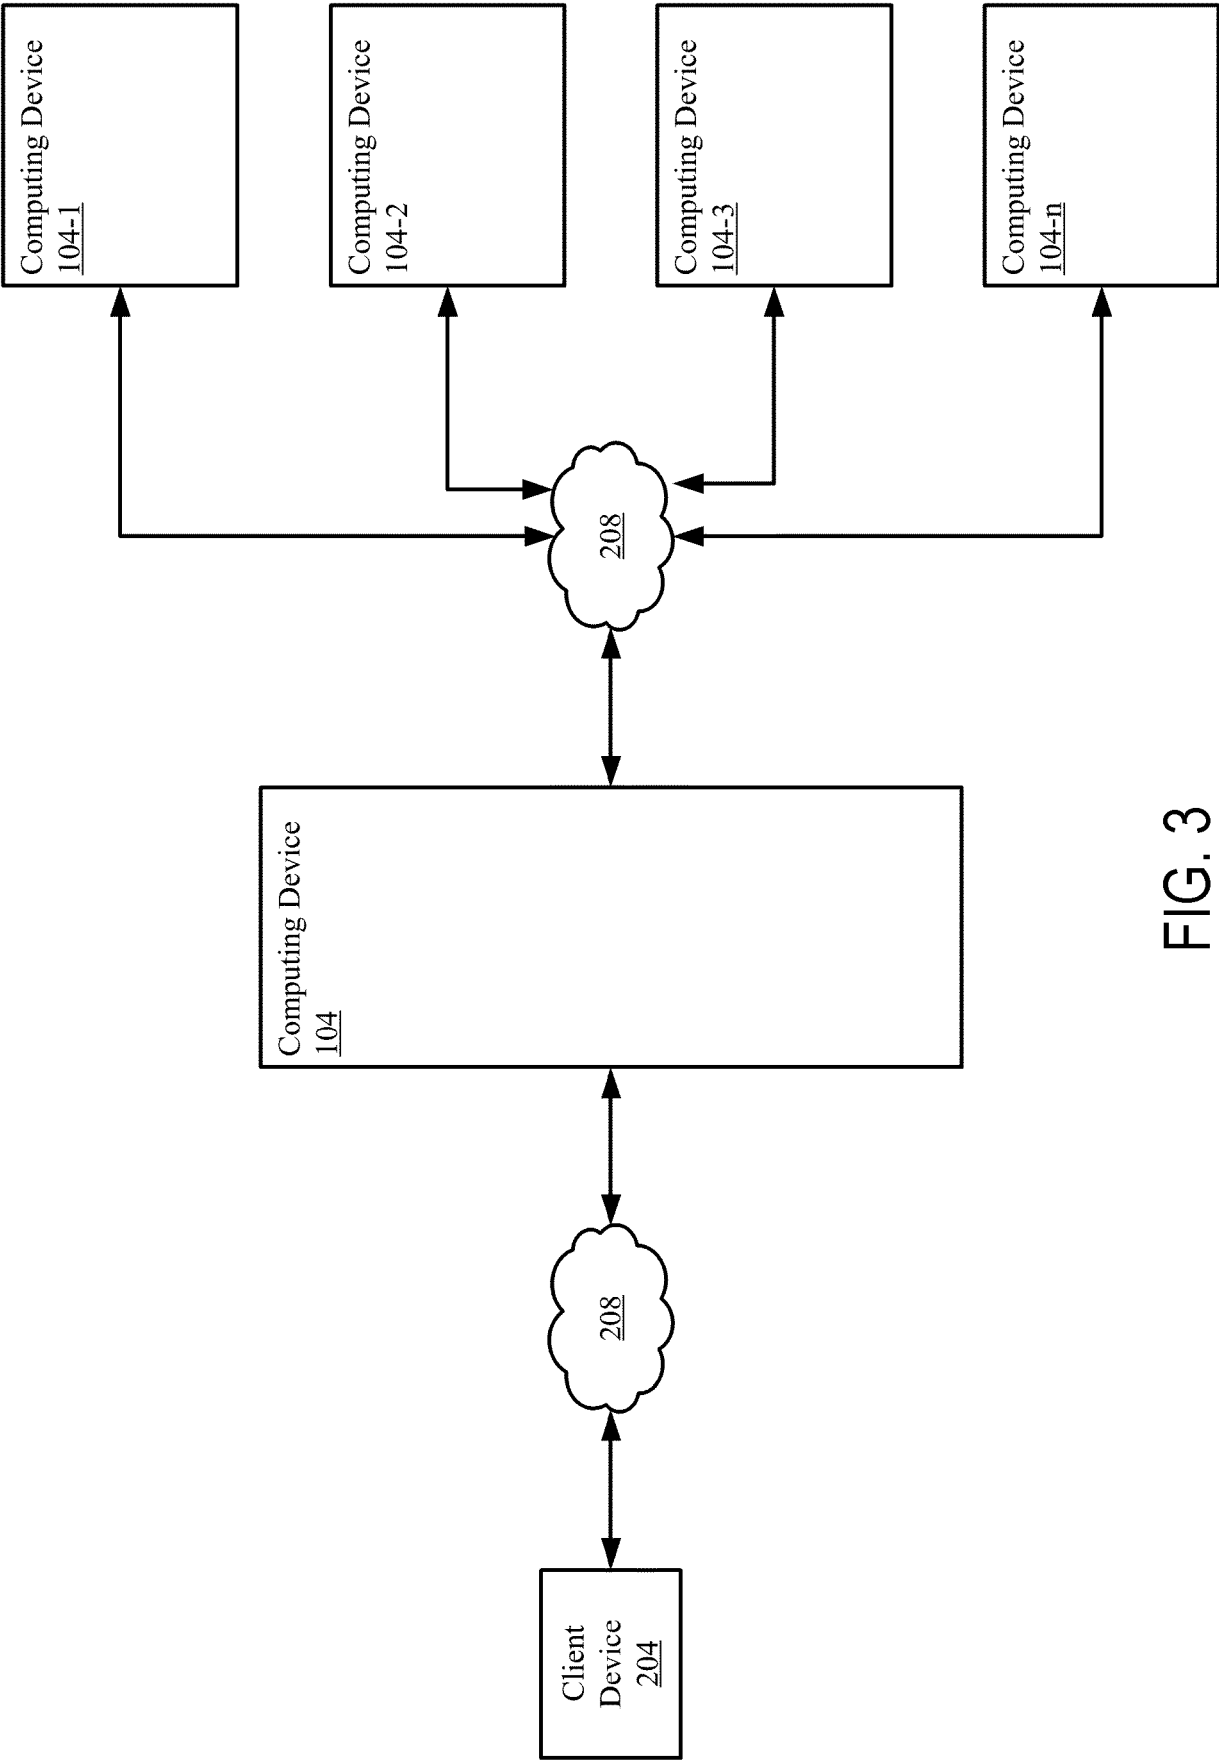 Client
Device
204
208
Computing Device
104
208
Computing Device
104-1
Computing Device
104-2
Computing Device
104-3
Computing Device
104-n
FIG. 3